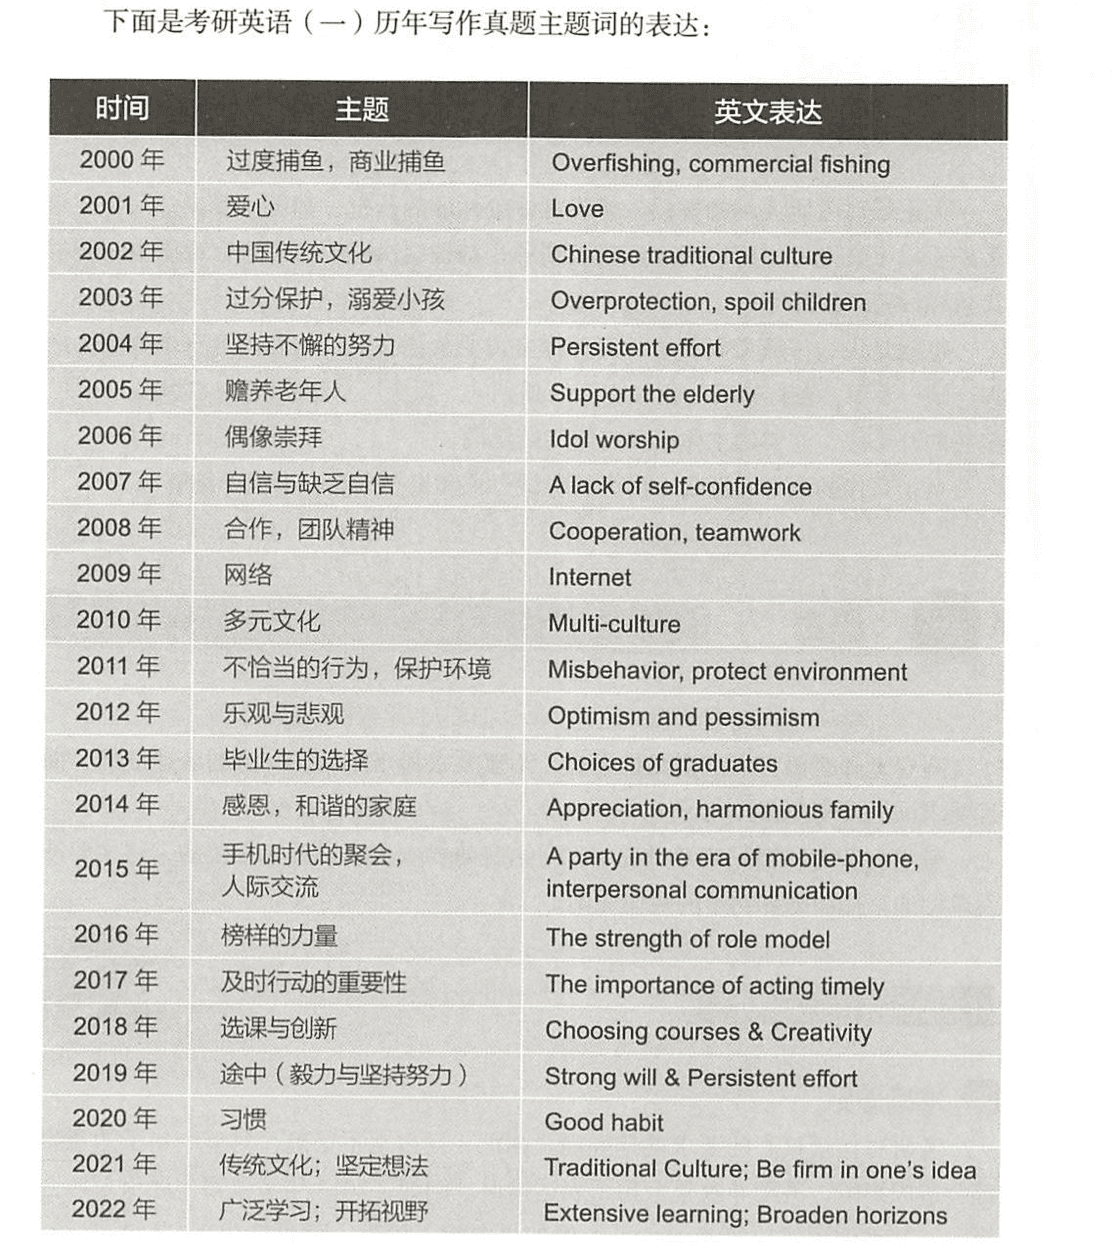 下面是考研英语（一）历年写作真题主题词的表达：
时间 主题 英文表达
2000 年 过度捕鱼，商业捕鱼 Overfishing, commercial fishing
2001 年 爱心 Love
2002 年 中国传统文化 Chinese traditional culture
2003 年 过分保护，溺爱小孩 Overprotection, spoil children
2004 年 坚持不懈的努力 Persistent effort
2005 年 赡养老年人 Support the elderly
2006 年 偶像崇拜 Idol worship
2007 年 自信与缺乏自信 A lack of self-confidence
2008 年 合作，团队精神 Cooperation, teamwork
2009 年 网络 Internet
2010 年 多元文化 Multi-culture
2011 年 不恰当的行为，保护环境 Misbehavior, protect environment
2012 年 乐观与悲观 Optimism and pessimism
2013 年 毕业生的选择 Choices of graduates
2014 年 感恩，和谐的家庭 Appreciation, harmonious family
2015 年 手机时代的聚会， A party in the era of mobile-phone,
人际交流 interpersonal communication
2016 年 榜样的力量 The strength of role model
2017 年 及时行动的重要性 The importance of acting timely
2018 年 选课与创新 Choosing courses & Creativity
2019 年 途中（毅力与坚持努力） Strong will & Persistent effort
2020 年 习惯 Good habit
2021 年 传统文化；坚定想法 Traditional Culture; Be firm in one's idea
2022 年 广泛学习；开拓视野 Extensive learning; Broaden horizons